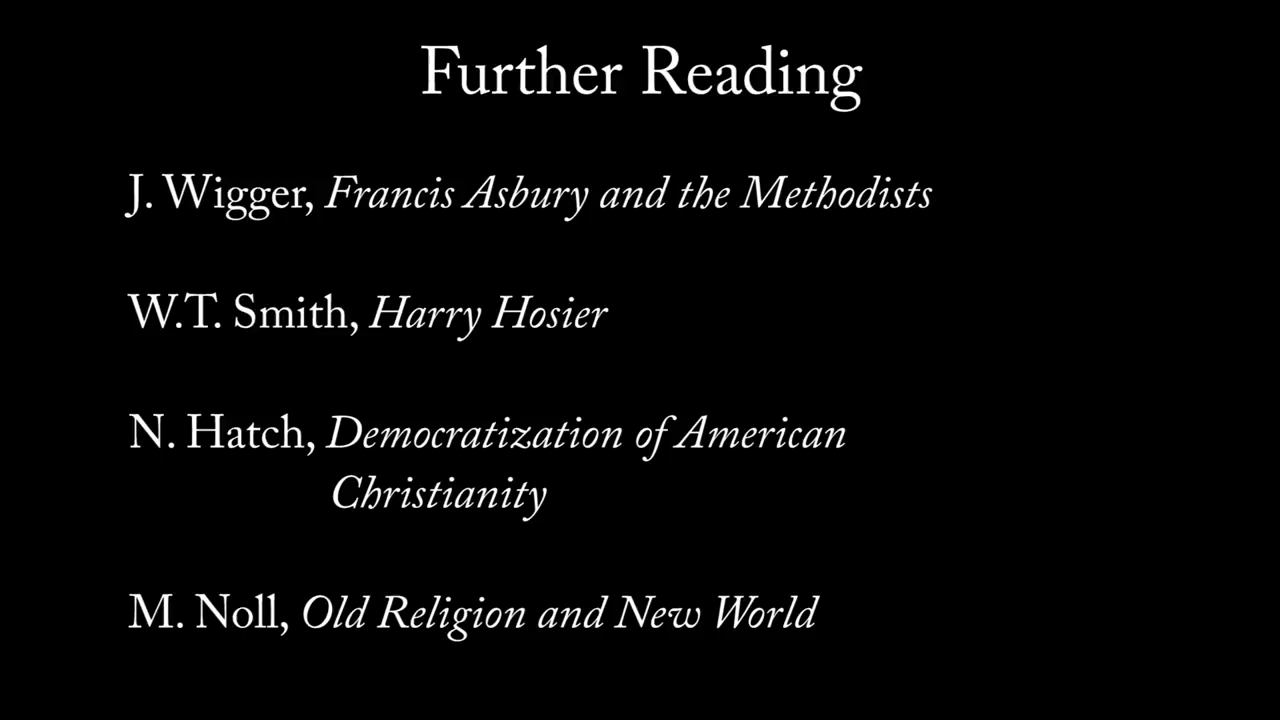 Further Reading
J. Wigger, Francis Asbury and the Methodists
W.T. Smith, Harry Hosier
N. Hatch, Democratization of American
Christianity
M. Noll, Old Religion and New World